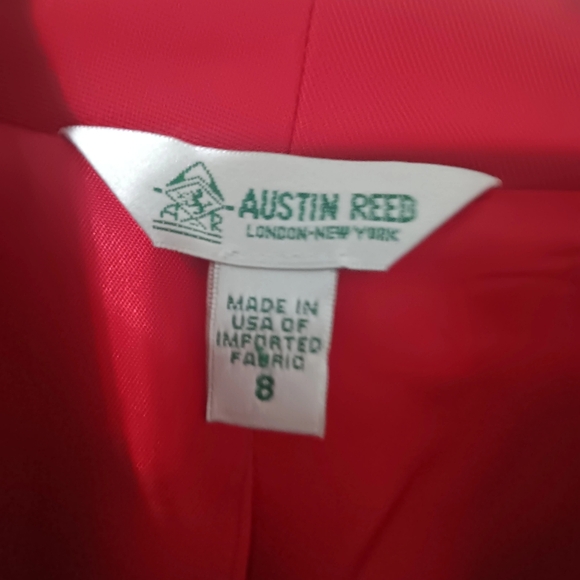 AUSTIN REED
LONDON-NEW YORK
A R
MADE IN
USA OF
IMPORTED
FABRIC
8